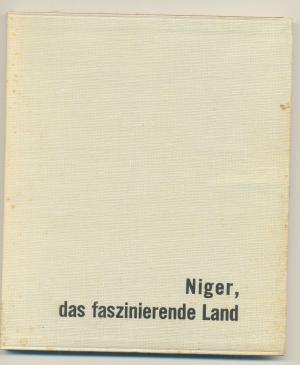 Niger,
das faszinierende Land